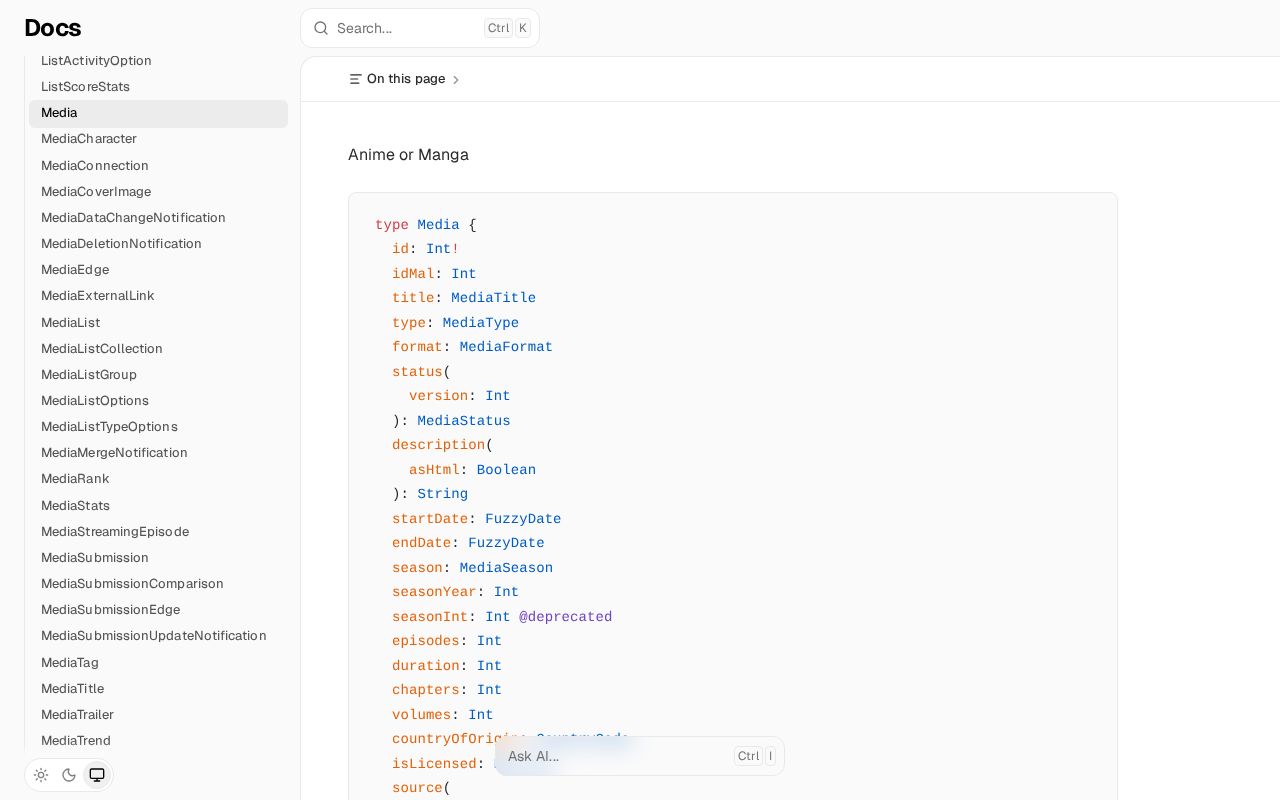 Docs
Search...
Ctrl K
ListActivityOption
ListScoreStats
Media
MediaCharacter
MediaConnection
MediaCoverImage
MediaDataChangeNotification
MediaDeletionNotification
MediaEdge
MediaExternalLink
MediaList
MediaListCollection
MediaListGroup
MediaListOptions
MediaListTypeOptions
MediaMergeNotification
MediaRank
MediaStats
MediaStreamingEpisode
MediaSubmission
MediaSubmissionComparison
MediaSubmissionEdge
MediaSubmissionUpdateNotification
MediaTag
MediaTitle
MediaTrailer
MediaTrend
On this page
Anime or Manga
type Media {
id: Int!
idMal: Int
title: MediaTitle
type: MediaType
format: MediaFormat
status(
version: Int
): MediaStatus
description(
asHtml: Boolean
): String
startDate: FuzzyDate
endDate: FuzzyDate
season: MediaSeason
seasonYear: Int
seasonInt: Int @deprecated
episodes: Int
duration: Int
chapters: Int
volumes: Int
countryOfOrigin: CountryCode
isLicensed:
source(
Ask AI...
Ctrl I